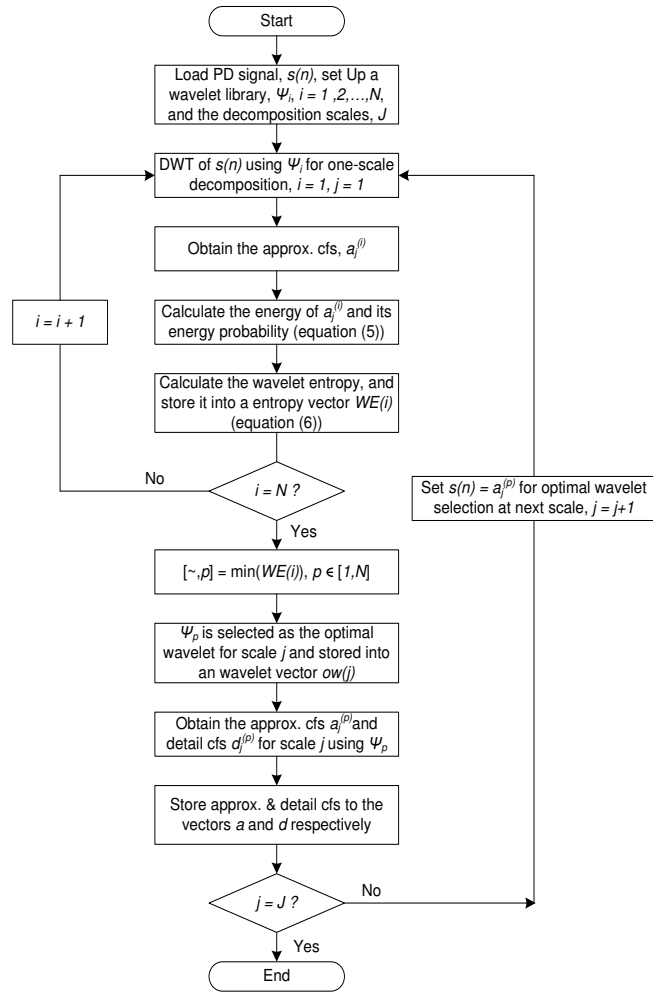 Start
Load PD signal, s(n), set Up a
wavelet library, Ψi, i = 1 ,2,…,N,
and the decomposition scales, J
DWT of s(n) using Ψi for one-scale
decomposition, i = 1, j = 1
Obtain the approx. cfs, aj(i)
i = i + 1
Calculate the energy of aj(i) and its
energy probability (equation (5))
Calculate the wavelet entropy, and
store it into a entropy vector WE(i)
(equation (6))
No
i = N ?
Set s(n) = aj(p) for optimal wavelet
selection at next scale, j = j+1
Yes
[~,p] = min(WE(i)), p ϵ [1,N]
Ψp is selected as the optimal
wavelet for scale j and stored into
an wavelet vector ow(j)
Obtain the approx. cfs aj(p) and
detail cfs dj(p) for scale j using Ψp
Store approx. & detail cfs to the
vectors a and d respectively
j = J ?
No
Yes
End